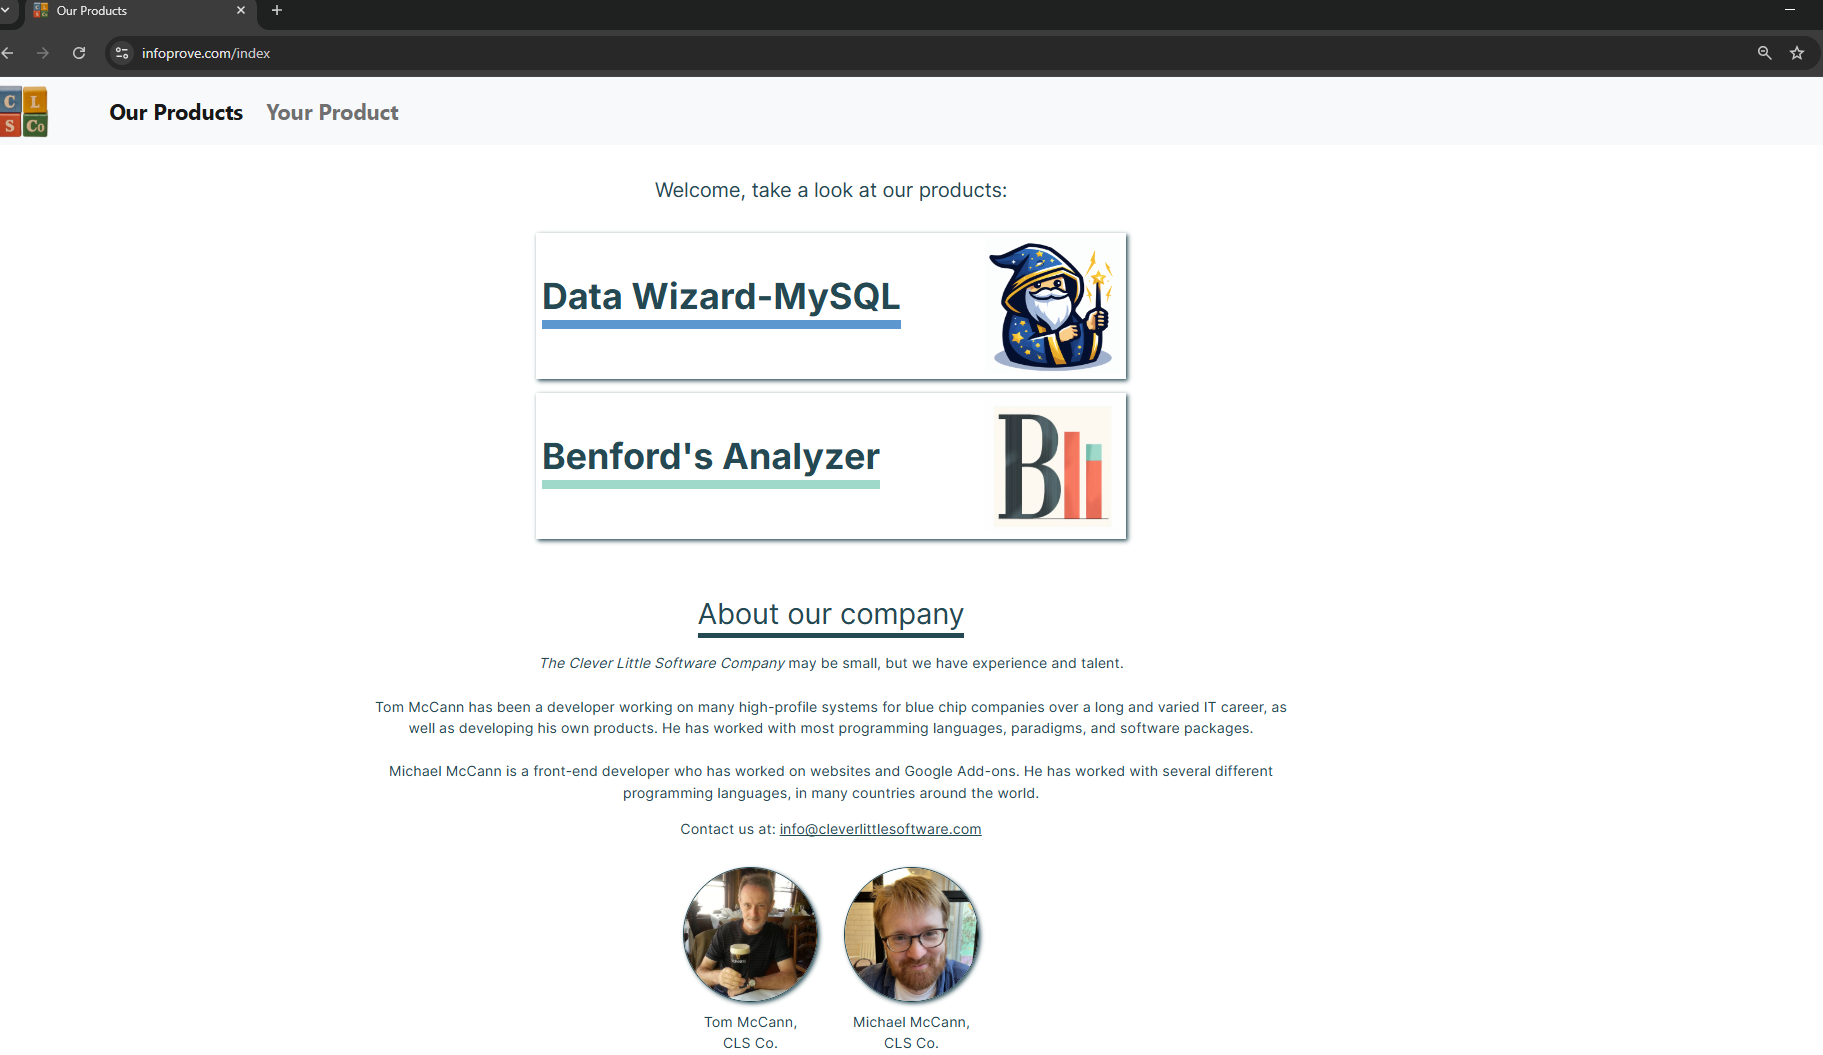 Our Products
infoprove.com/index
C L
S Co
Our Products Your Product
Welcome, take a look at our products:
Data Wizard-MySQL
Benford's Analyzer
B
About our company
The Clever Little Software Company may be small, but we have experience and talent.
Tom McCann has been a developer working on many high-profile systems for blue chip companies over a long and varied IT career, as
well as developing his own products. He has worked with most programming languages, paradigms, and software packages.
Michael McCann is a front-end developer who has worked on websites and Google Add-ons. He has worked with several different
programming languages, in many countries around the world.
Contact us at: info@cleverlittlesoftware.com
Tom McCann,
CLS Co.
Michael McCann,
CLS Co.